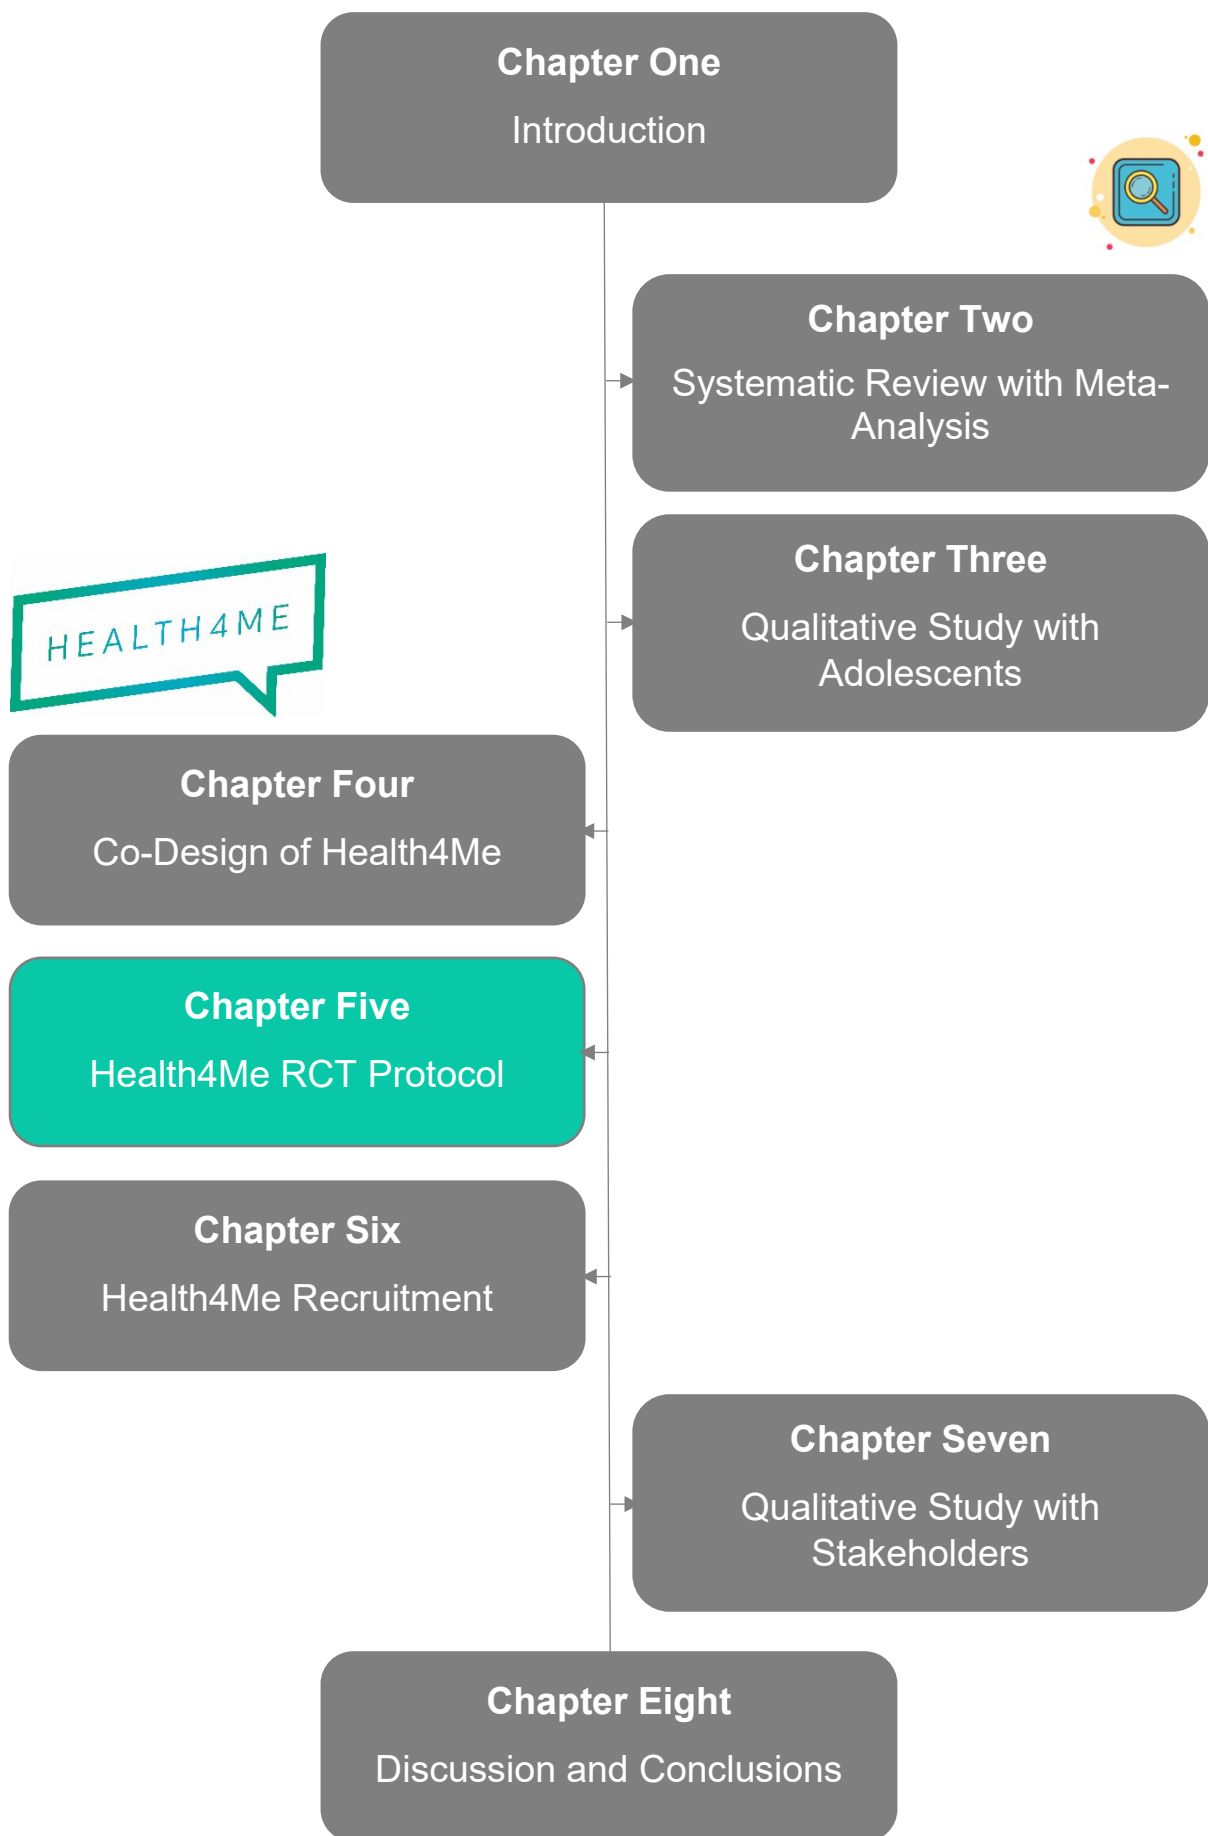 Chapter One
Introduction
Chapter Two
Systematic Review with Meta-
Analysis
Chapter Three
Qualitative Study with
Adolescents
HEALTH4ME
Chapter Four
Co-Design of Health4Me
Chapter Five
Health4Me RCT Protocol
Chapter Six
Health4Me Recruitment
Chapter Seven
Qualitative Study with
Stakeholders
Chapter Eight
Discussion and Conclusions